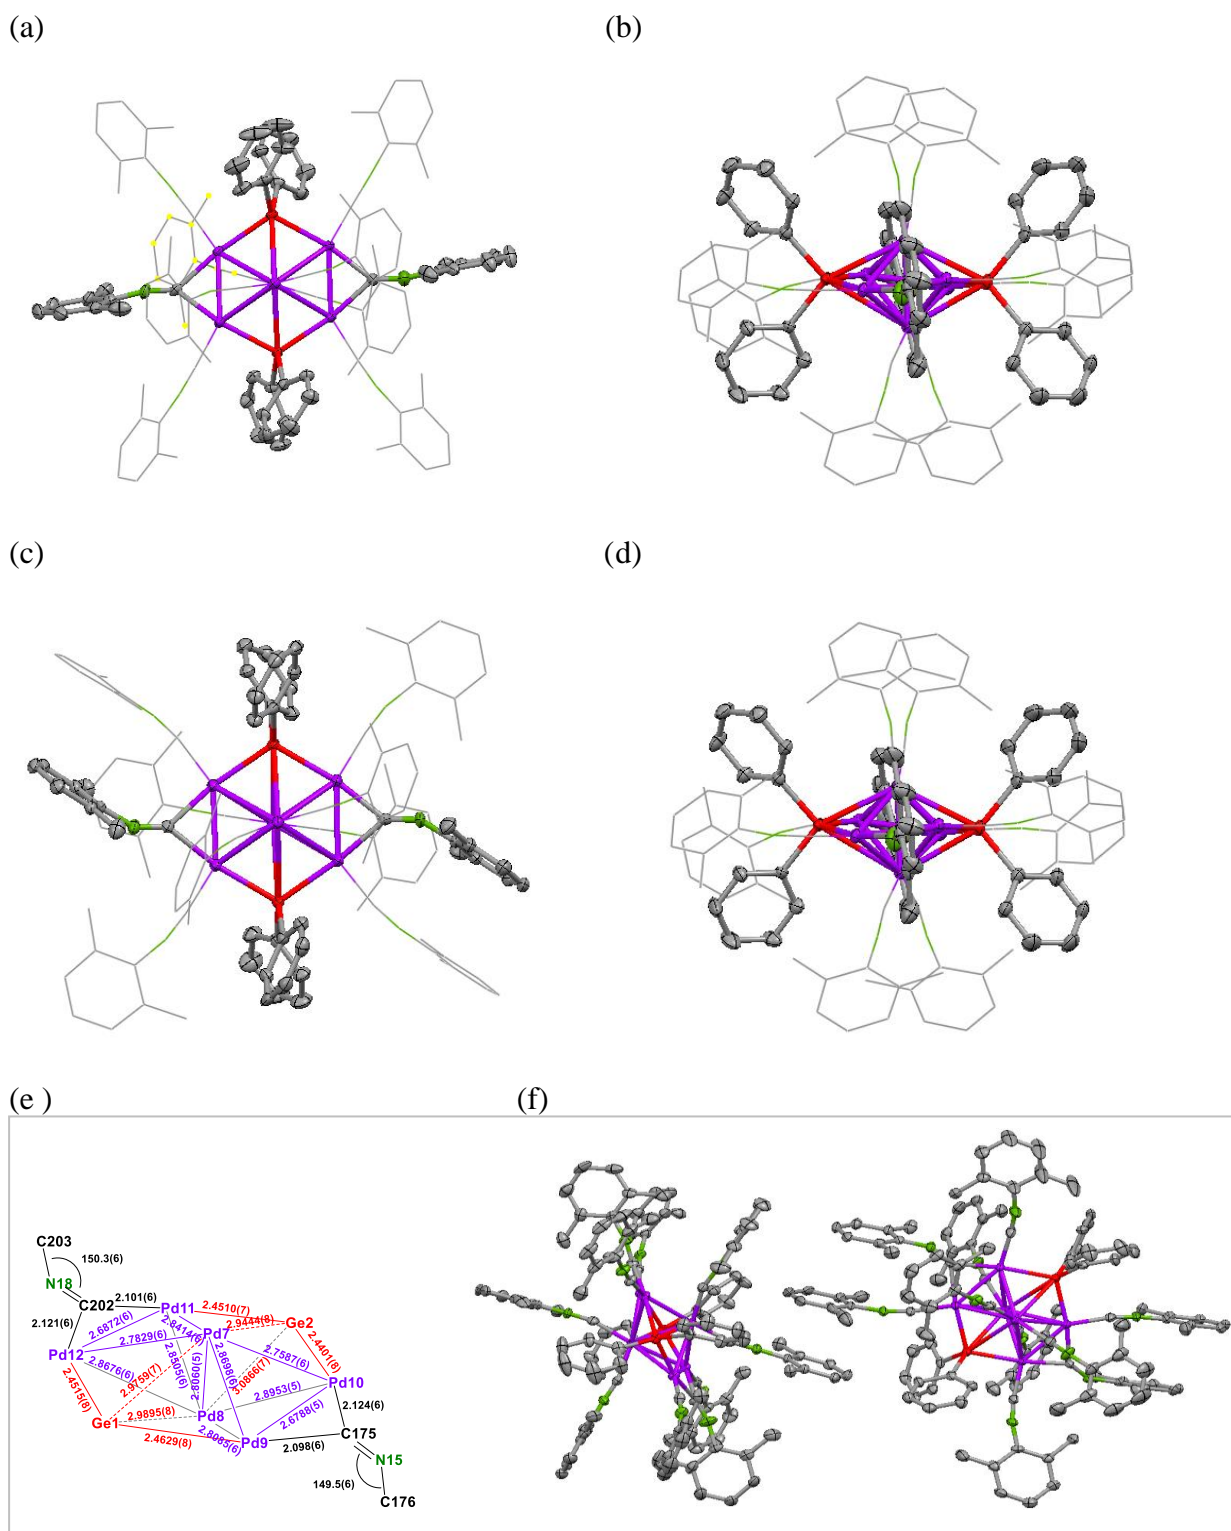 (a)
(b)
(c)
(d)
(e )
(f)
C203
150.3(6)
N18
C202
2.101(6)
Pd11
2.4510(7)
2.9444(8)
Ge2
2.121(6)
2.6872(6)
2.8414(6)
Pd7
2.4401(8)
2.7829(6)
2.7587(6)
Pd12
2.8676(6)
2.8505(6)
2.8060(5)
2.8698(6)
3.0866(7)
Pd10
2.9759(7)
2.8953(5)
2.4515(8)
2.124(6)
Ge1
2.9895(8)
Pd8
2.6788(5)
C175
2.8085(6)
Pd9
2.098(6)
2.4629(8)
N15
149.5(6)
C176